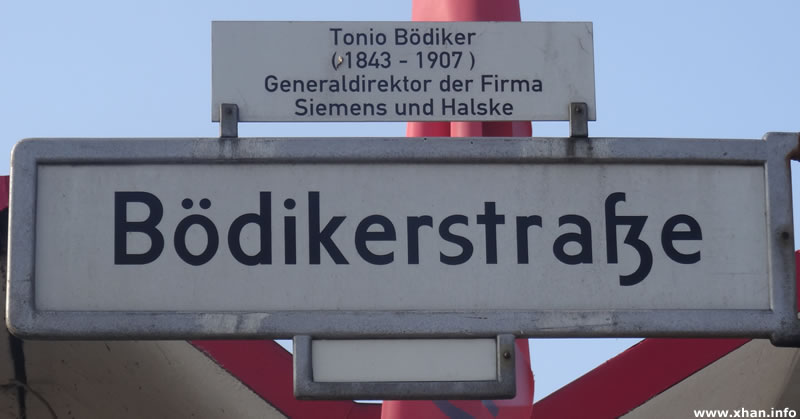 Tonio Bödiker
(1843 - 1907 )
Generaldirektor der Firma
Siemens und Halske
Bödikerstraße
www.xhan.info